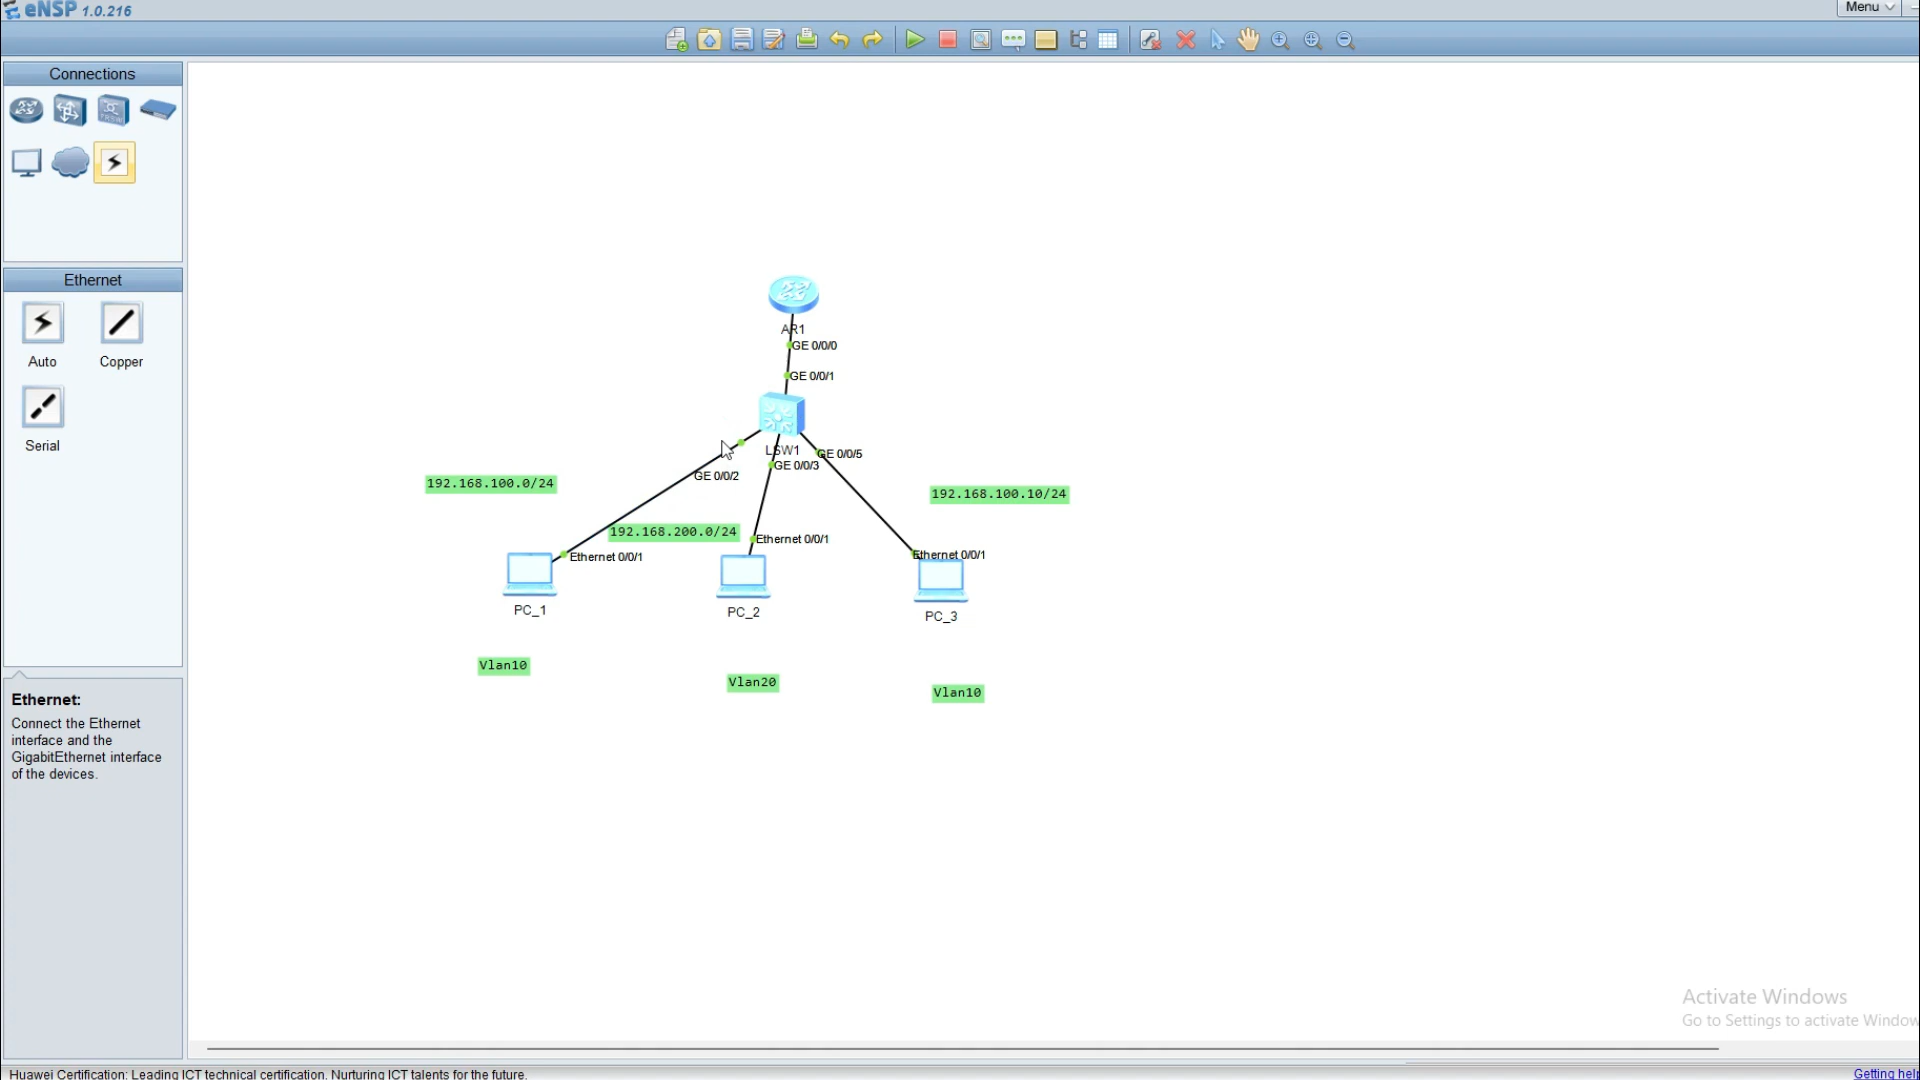 eNSP 1.0.216
Menu
Connections
Ethernet
Auto
Copper
Serial
Ethernet:
Connect the Ethernet
interface and the
GigabitEthernet interface
of the devices.
AR1
GE 0/0/0
GE 0/0/1
LSW1
GE 0/0/5
GE 0/0/3
GE 0/0/2
192.168.100.0/24
192.168.100.10/24
192.168.200.0/24
Ethernet 0/0/1
Ethernet 0/0/1
Ethernet 0/0/1
PC_1
PC_2
PC_3
Vlan10
Vlan20
Vlan10
Activate Windows
Go to Settings to activate Window
Huawei Certification: Leading ICT technical certification. Nurturing ICT talents for the future.
Getting help